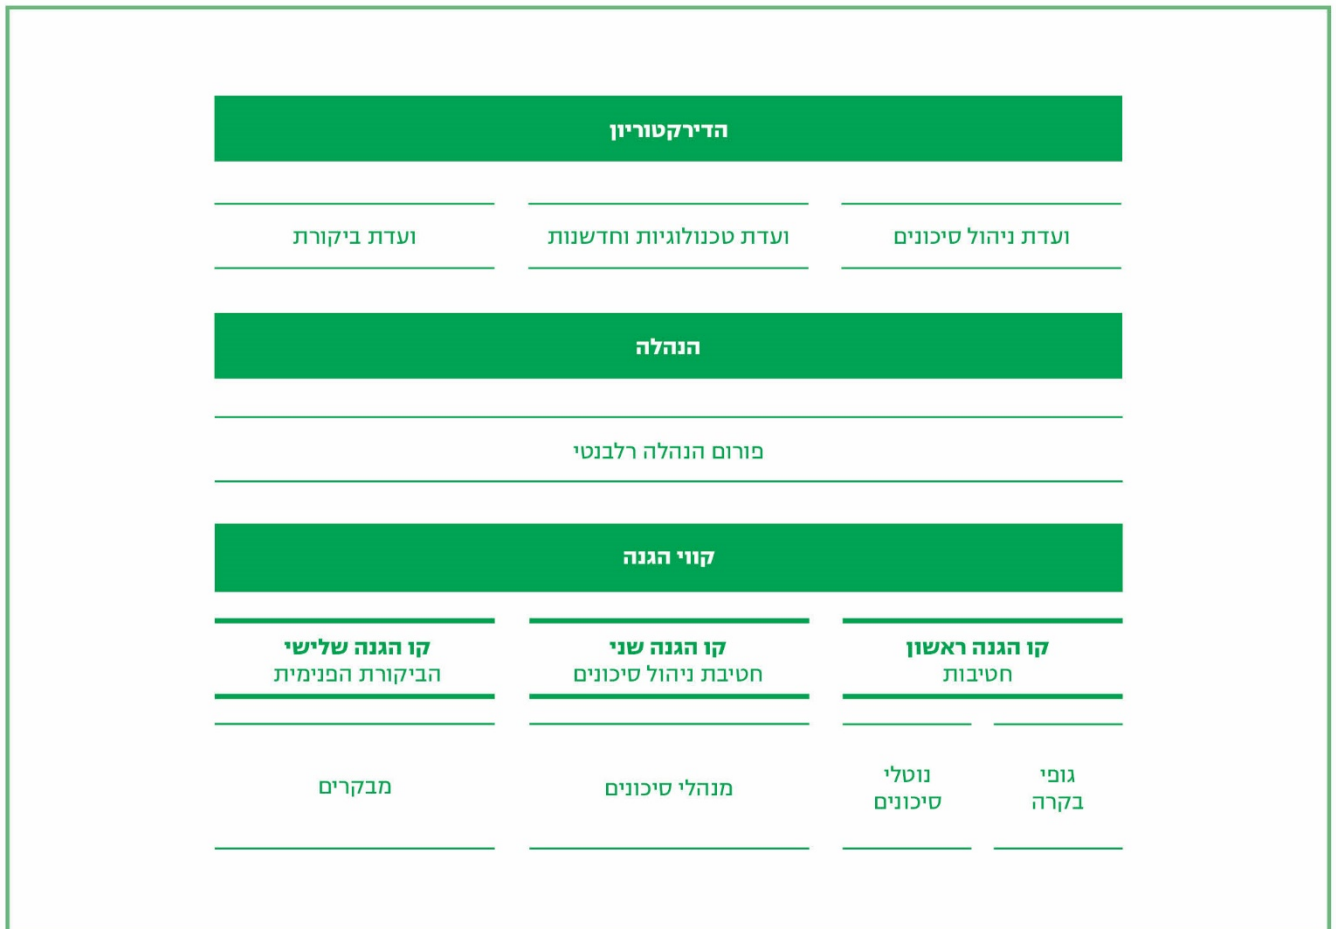 הדירקטוריון
ועדת ניהול סיכונים
ועדת טכנולוגיות וחדשנות
ועדת ביקורת
הנהלה
פורום הנהלה רלבנטי
קווי הגנה
קו הגנה ראשון
חטיבות
קו הגנה שני
חטיבת ניהול סיכונים
קו הגנה שלישי
הביקורת הפנימית
גופי
בקרה
נוטלי
סיכונים
מנהלי סיכונים
מבקרים